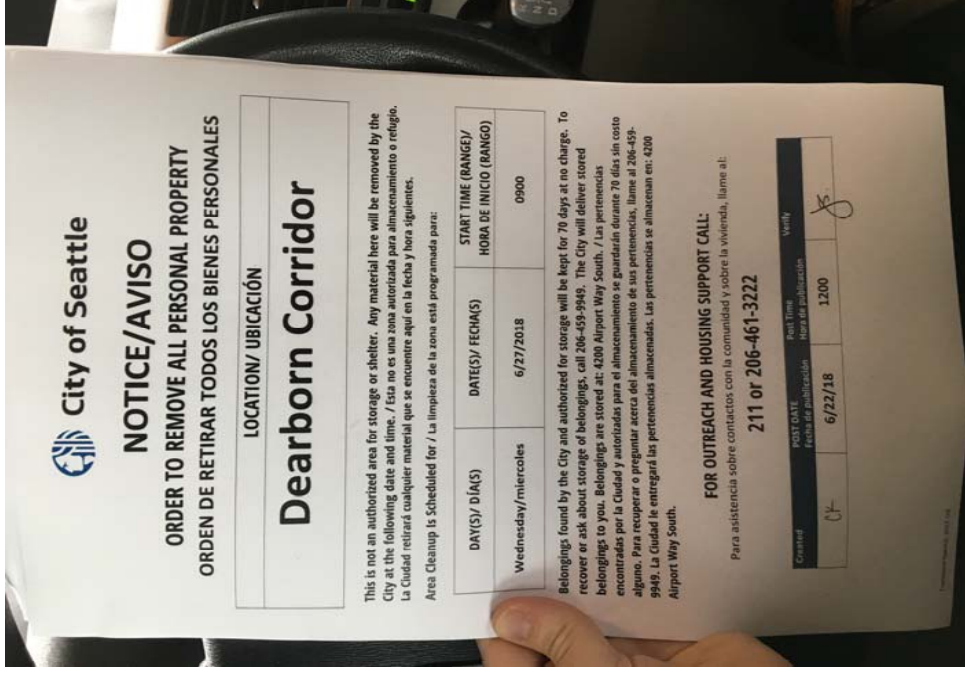 City of Seattle
NOTICE/AVISO
ORDER TO REMOVE ALL PERSONAL PROPERTY
ORDEN DE RETIRAR TODOS LOS BIENES PERSONALES
LOCATION/ UBICACIÓN
Dearborn Corridor
This is not an authorized area for storage or shelter. Any material here will be removed by the
City at the following date and time. / Esta no es una zona autorizada para almacenamiento o refugio.
La Ciudad retirará cualquier material que se encuentre aquí en la fecha y hora siguientes.
Area Cleanup Is Scheduled for / La limpieza de la zona está programada para:
DAY(S)/ DÍA(S) DATE(S)/ FECHA(S) START TIME (RANGE)/
HORA DE INICIO (RANGO)
Wednesday/miercoles 6/27/2018 0900
Belongings found by the City and authorized for storage will be kept for 70 days at no charge. To
recover or ask about storage of belongings, call 206-459-9949. The City will deliver stored
belongings to you. Belongings are stored at: 4200 Airport Way South. / Las pertenencias
encontradas por la Ciudad y autorizadas para el almacenamiento se guardarán durante 70 días sin costo
alguno. Para recuperar o preguntar acerca del almacenamiento de sus pertenencias, llame al 206-459-
9949. La Ciudad le entregará las pertenencias almacenadas. Las pertenencias se almacenan en: 4200
Airport Way South.
FOR OUTREACH AND HOUSING SUPPORT CALL:
Para asistencia sobre contactos con la comunidad y sobre la vivienda, llame al:
211 or 206-461-3222
Created POST DATE Post Time Verify
Fecha de publicación Hora de publicación
CK 6/22/18 1200